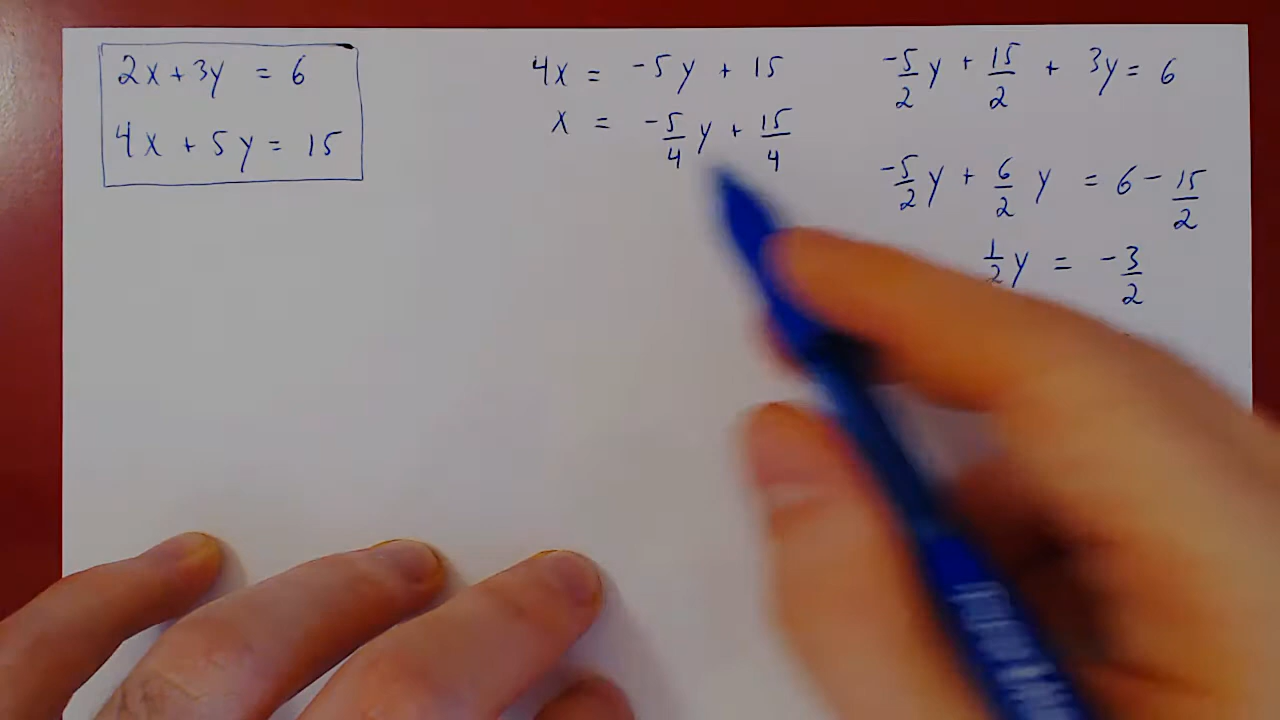 2x+3y = 6
4x + 5y = 15
4x = -5y + 15
x = -5/4 y + 15/4
-5/2 y + 15/2 + 3y = 6
-5/2 y + 6/2 y = 6 - 15/2
1/2 y = -3/2